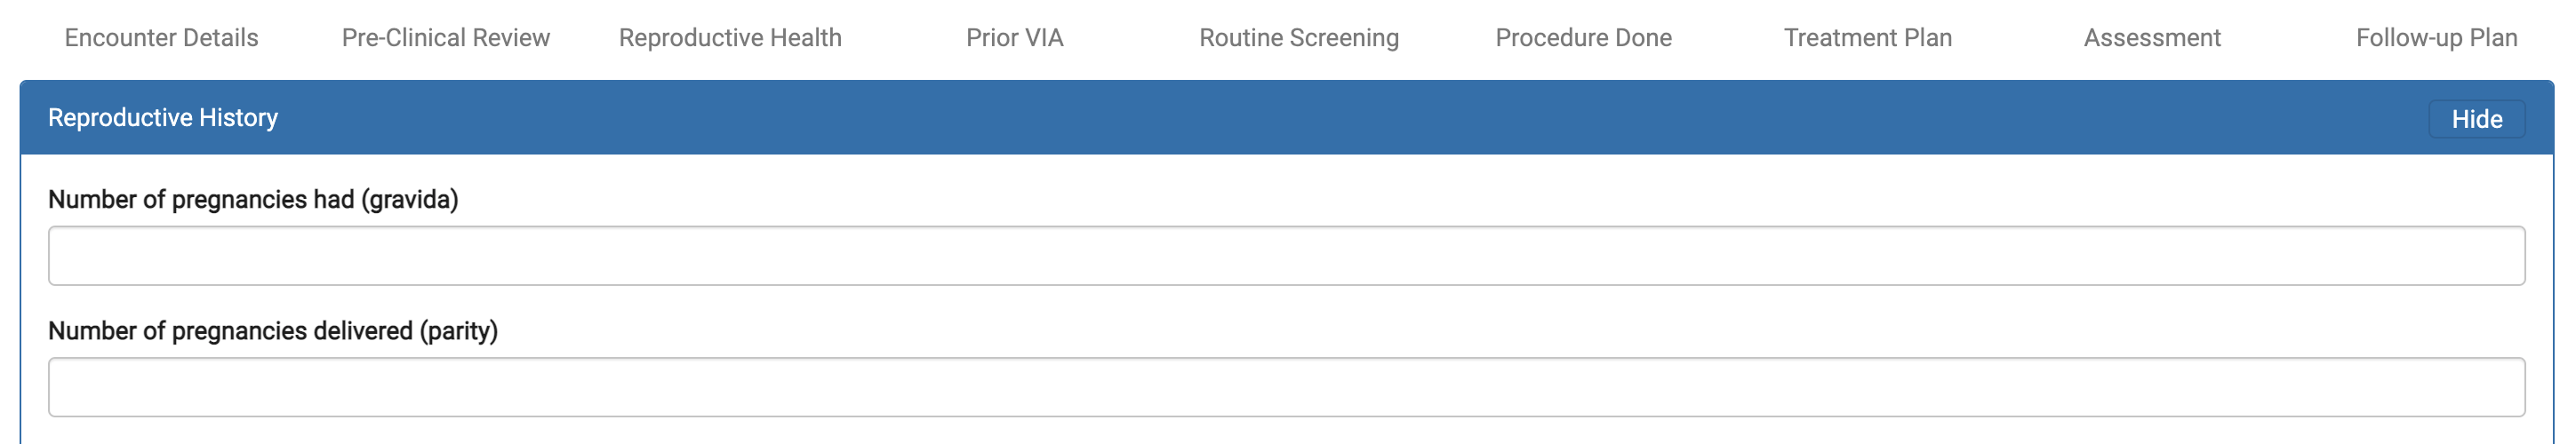 Encounter Details Pre-Clinical Review Reproductive Health Prior VIA Routine Screening Procedure Done Treatment Plan Assessment Follow-up Plan
Reproductive History Hide
Number of pregnancies had (gravida)
Number of pregnancies delivered (parity)